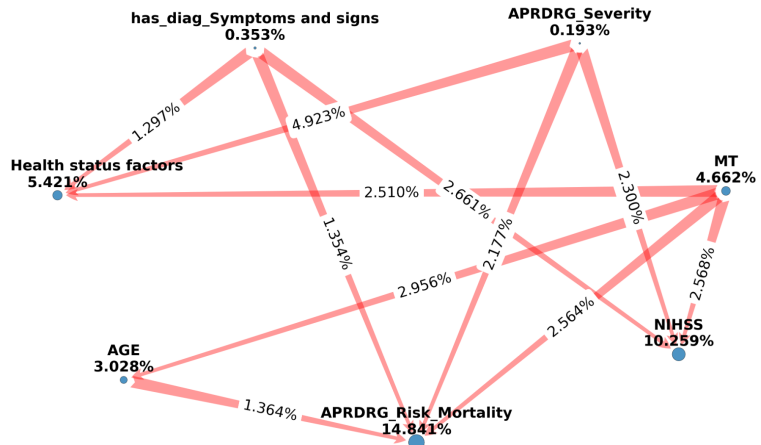 has_diag_Symptoms and signs
0.353%
APRDRG_Severity
0.193%
1.297%
4.923%
Health status factors
5.421%
MT
4.662%
2.510%
2.661%
2.300%
1.354%
2.177%
2.568%
2.956%
2.564%
NIHSS
10.259%
AGE
3.028%
1.364%
APRDRG_Risk_Mortality
14.841%